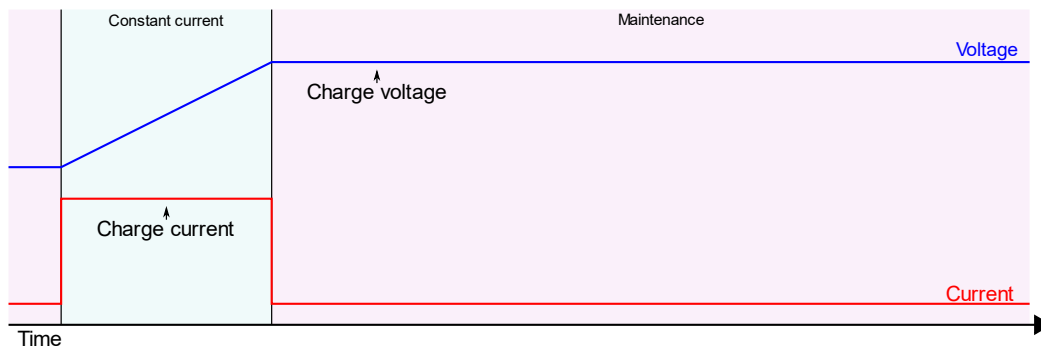 Constant current
Maintenance
Voltage
Charge voltage
Charge current
Current
Time